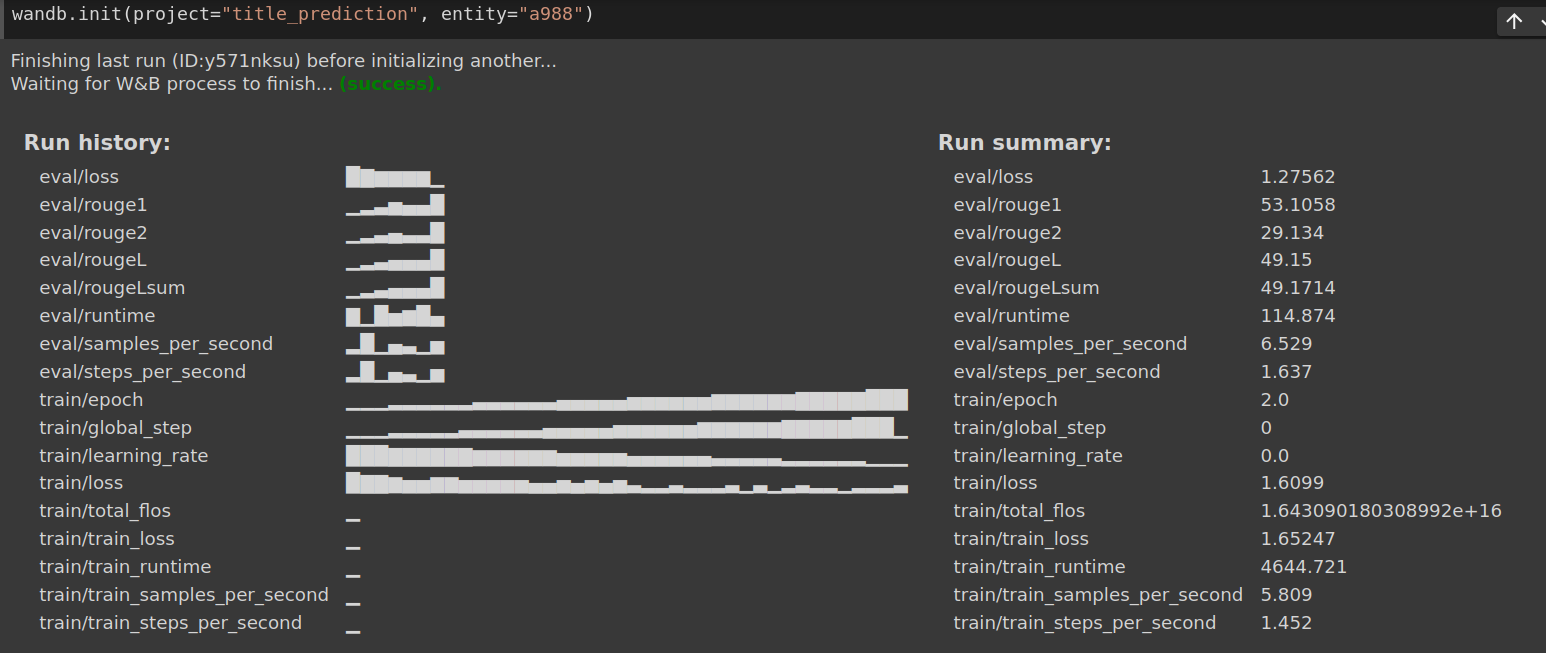 wandb.init(project="title_prediction", entity="a988")
Finishing last run (ID:y571nksu) before initializing another...
Waiting for W&B process to finish... (success).
Run history:
eval/loss
eval/rouge1
eval/rouge2
eval/rougeL
eval/rougeLsum
eval/runtime
eval/samples_per_second
eval/steps_per_second
train/epoch
train/global_step
train/learning_rate
train/loss
train/total_flos
train/train_loss
train/train_runtime
train/train_samples_per_second
train/train_steps_per_second
Run summary:
eval/loss 1.27562
eval/rouge1 53.1058
eval/rouge2 29.134
eval/rougeL 49.15
eval/rougeLsum 49.1714
eval/runtime 114.874
eval/samples_per_second 6.529
eval/steps_per_second 1.637
train/epoch 2.0
train/global_step 0
train/learning_rate 0.0
train/loss 1.6099
train/total_flos 1.643090180308992e+16
train/train_loss 1.65247
train/train_runtime 4644.721
train/train_samples_per_second 5.809
train/train_steps_per_second 1.452